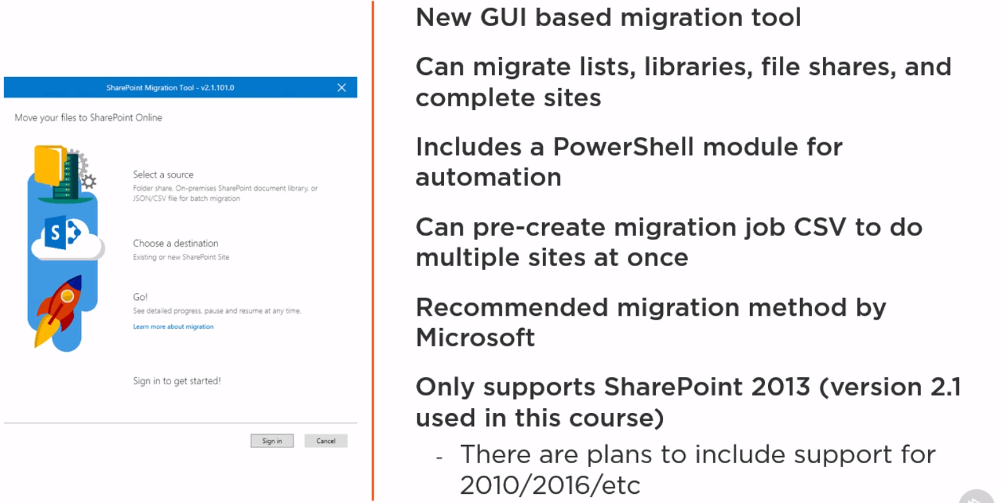 SharePoint Migration Tool - v2.1.101.0
Move your files to SharePoint Online
Select a source
Folder share, On-premises SharePoint document library, or
JSON/CSV file for batch migration
S
Choose a destination
Existing or new SharePoint Site
Go!
See detailed progress, pause and resume at any time.
Learn more about migration
Sign in to get started!
Sign in
Cancel
New GUI based migration tool
Can migrate lists, libraries, file shares, and
complete sites
Includes a PowerShell module for
automation
Can pre-create migration job CSV to do
multiple sites at once
Recommended migration method by
Microsoft
Only supports SharePoint 2013 (version 2.1
used in this course)
- There are plans to include support for
2010/2016/etc